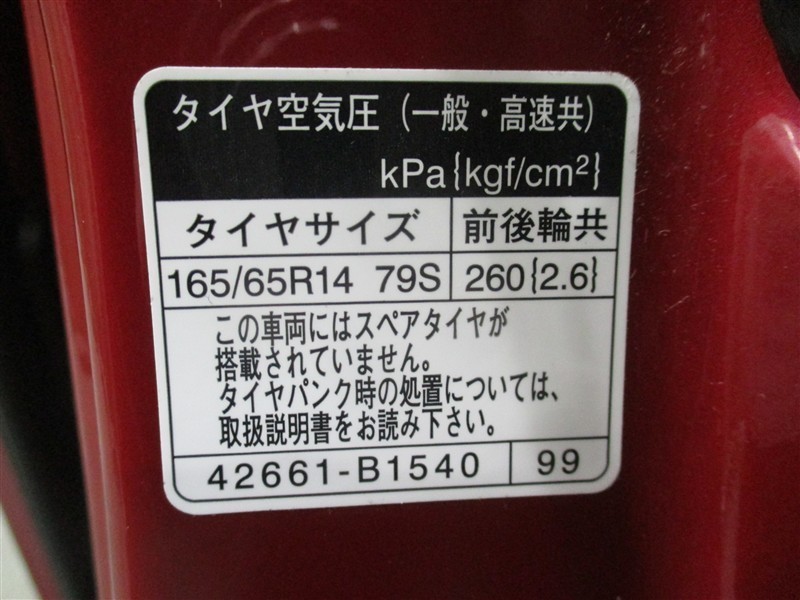 タイヤ空気圧（一般・高速共）
kPa{kgf/cm²}
タイヤサイズ 前後輪共
165/65R14 79S 260{2.6}
この車両にはスペアタイヤが
搭載されていません。
タイヤパンク時の処置については、
取扱説明書をお読み下さい。
42661-B1540 99